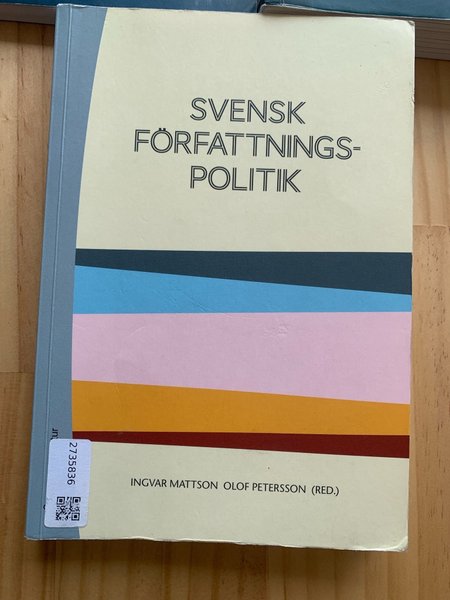 SVENSK
FÖRFATTNINGS-
POLITIK
INGVAR MATTSON OLOF PETERSSON (RED.)
2735836